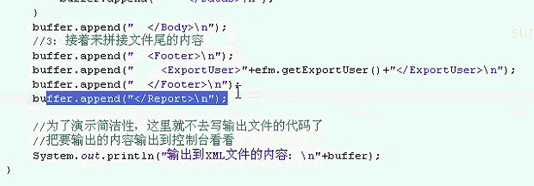 }
buffer.append("  </Body>\n");
//3: 接着来拼接文件尾的内容
buffer.append("  <Footer>\n");
buffer.append("    <ExportUser>"+efm.getExportUser()+"</ExportUser>\n");
buffer.append("  </Footer>\n");
buffer.append("</Report>\n");
//为了演示简洁性，这里就不去写输出文件的代码了
//把要输出的内容输出到控制台看看
System.out.println("输出到XML文件的内容：\n"+buffer);
}